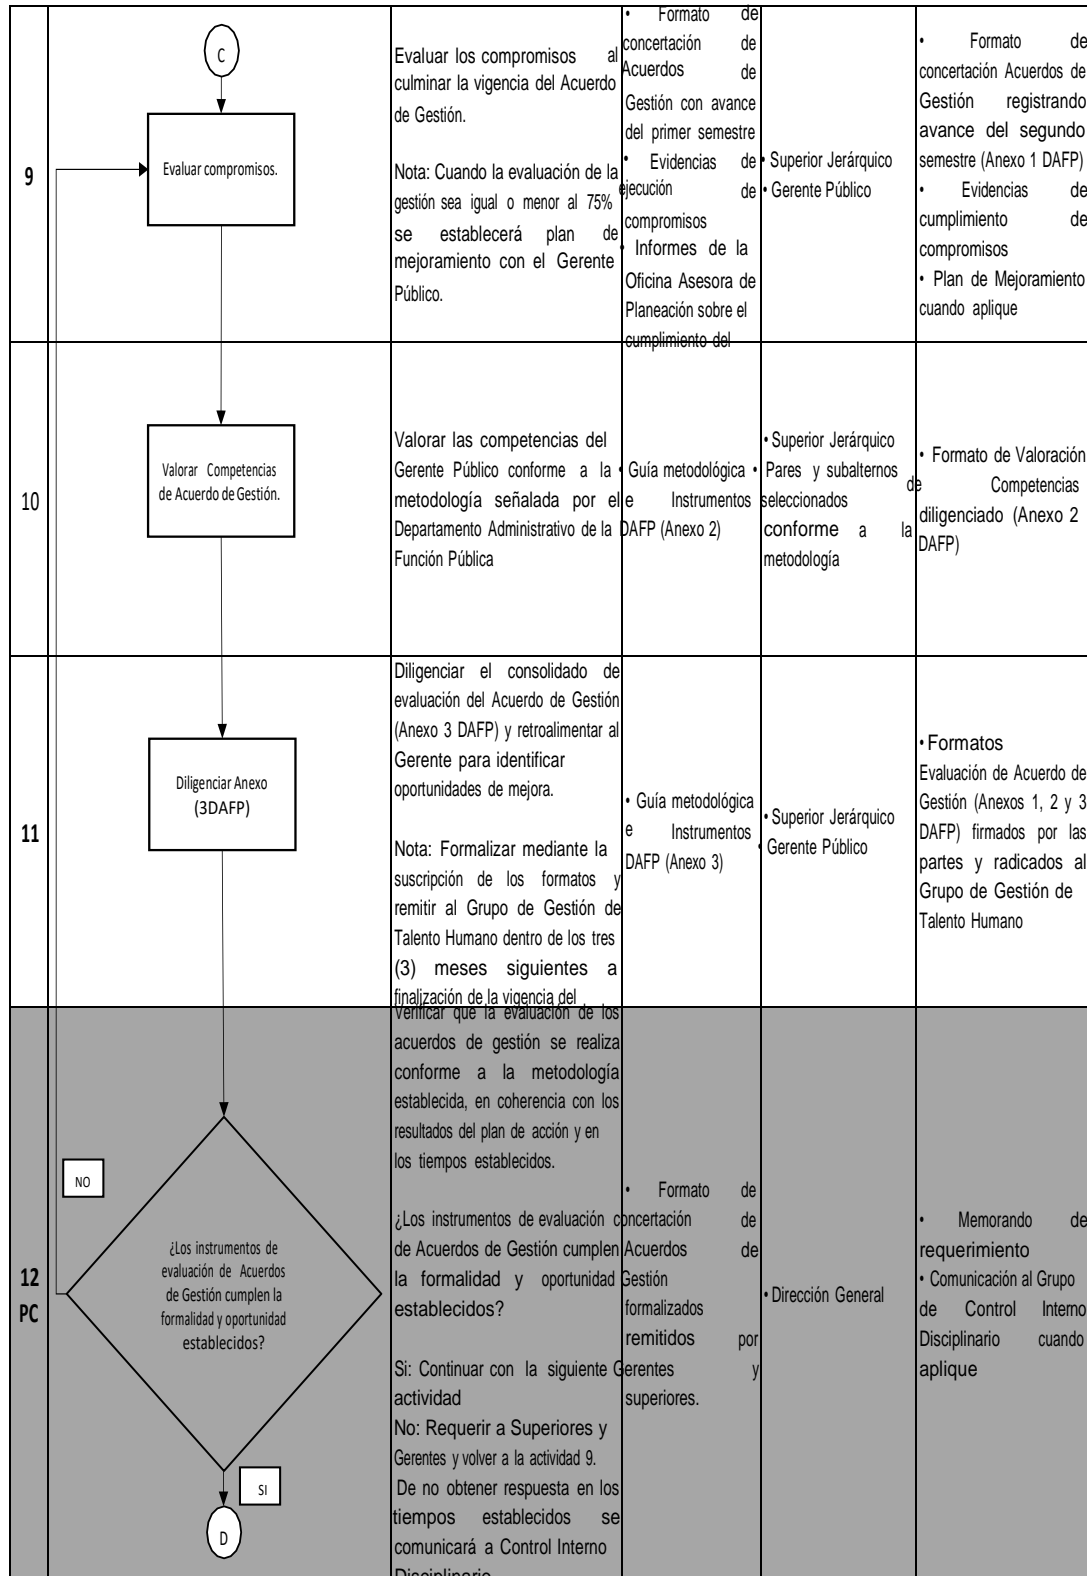 9
C
Evaluar compromisos.
Evaluar los compromisos al
culminar la vigencia del Acuerdo
de Gestión.
Nota: Cuando la evaluación de la
gestión sea igual o menor al 75%
se establecerá plan de
mejoramiento con el Gerente
Público.
• Formato de
concertación de
Acuerdos de
Gestión con avance
del primer semestre
• Evidencias de
ejecución de
compromisos
• Informes de la
Oficina Asesora de
Planeación sobre el
cumplimiento del
• Superior Jerárquico
• Gerente Público
• Formato de
concertación Acuerdos de
Gestión registrando
avance del segundo
semestre (Anexo 1 DAFP)
• Evidencias de
cumplimiento de
compromisos
• Plan de Mejoramiento
cuando aplique
10
Valorar Competencias
de Acuerdo de Gestión.
Valorar las competencias del
Gerente Público conforme a la
metodología señalada por el
Departamento Administrativo de la
Función Pública
• Guía metodológica
e Instrumentos
DAFP (Anexo 2)
• Superior Jerárquico
• Pares y subalternos
seleccionados
conforme a la
metodología
• Formato de Valoración
de Competencias
diligenciado (Anexo 2
DAFP)
11
Diligenciar Anexo
(3DAFP)
Diligenciar el consolidado de
evaluación del Acuerdo de Gestión
(Anexo 3 DAFP) y retroalimentar al
Gerente para identificar
oportunidades de mejora.
Nota: Formalizar mediante la
suscripción de los formatos y
remitir al Grupo de Gestión de
Talento Humano dentro de los tres
(3) meses siguientes a
finalización de la vigencia del
• Guía metodológica
e Instrumentos
DAFP (Anexo 3)
• Superior Jerárquico
• Gerente Público
• Formatos
Evaluación de Acuerdo de
Gestión (Anexos 1, 2 y 3
DAFP) firmados por las
partes y radicados al
Grupo de Gestión de
Talento Humano
12
PC
NO
¿Los instrumentos de
evaluación de Acuerdos
de Gestión cumplen la
formalidad y oportunidad
establecidos?
SI
D
Verificar que la evaluación de los
acuerdos de gestión se realiza
conforme a la metodología
establecida, en coherencia con los
resultados del plan de acción y en
los tiempos establecidos.
¿Los instrumentos de evaluación
de Acuerdos de Gestión cumplen
la formalidad y oportunidad
establecidos?
Si: Continuar con la siguiente
actividad
No: Requerir a Superiores y
Gerentes y volver a la actividad 9.
De no obtener respuesta en los
tiempos establecidos se
comunicará a Control Interno
Disciplinario
• Formato de
concertación de
Acuerdos de
Gestión
formalizados
remitidos por
Gerentes y
superiores.
• Dirección General
• Memorando de
requerimiento
• Comunicación al Grupo
de Control Interno
Disciplinario cuando
aplique